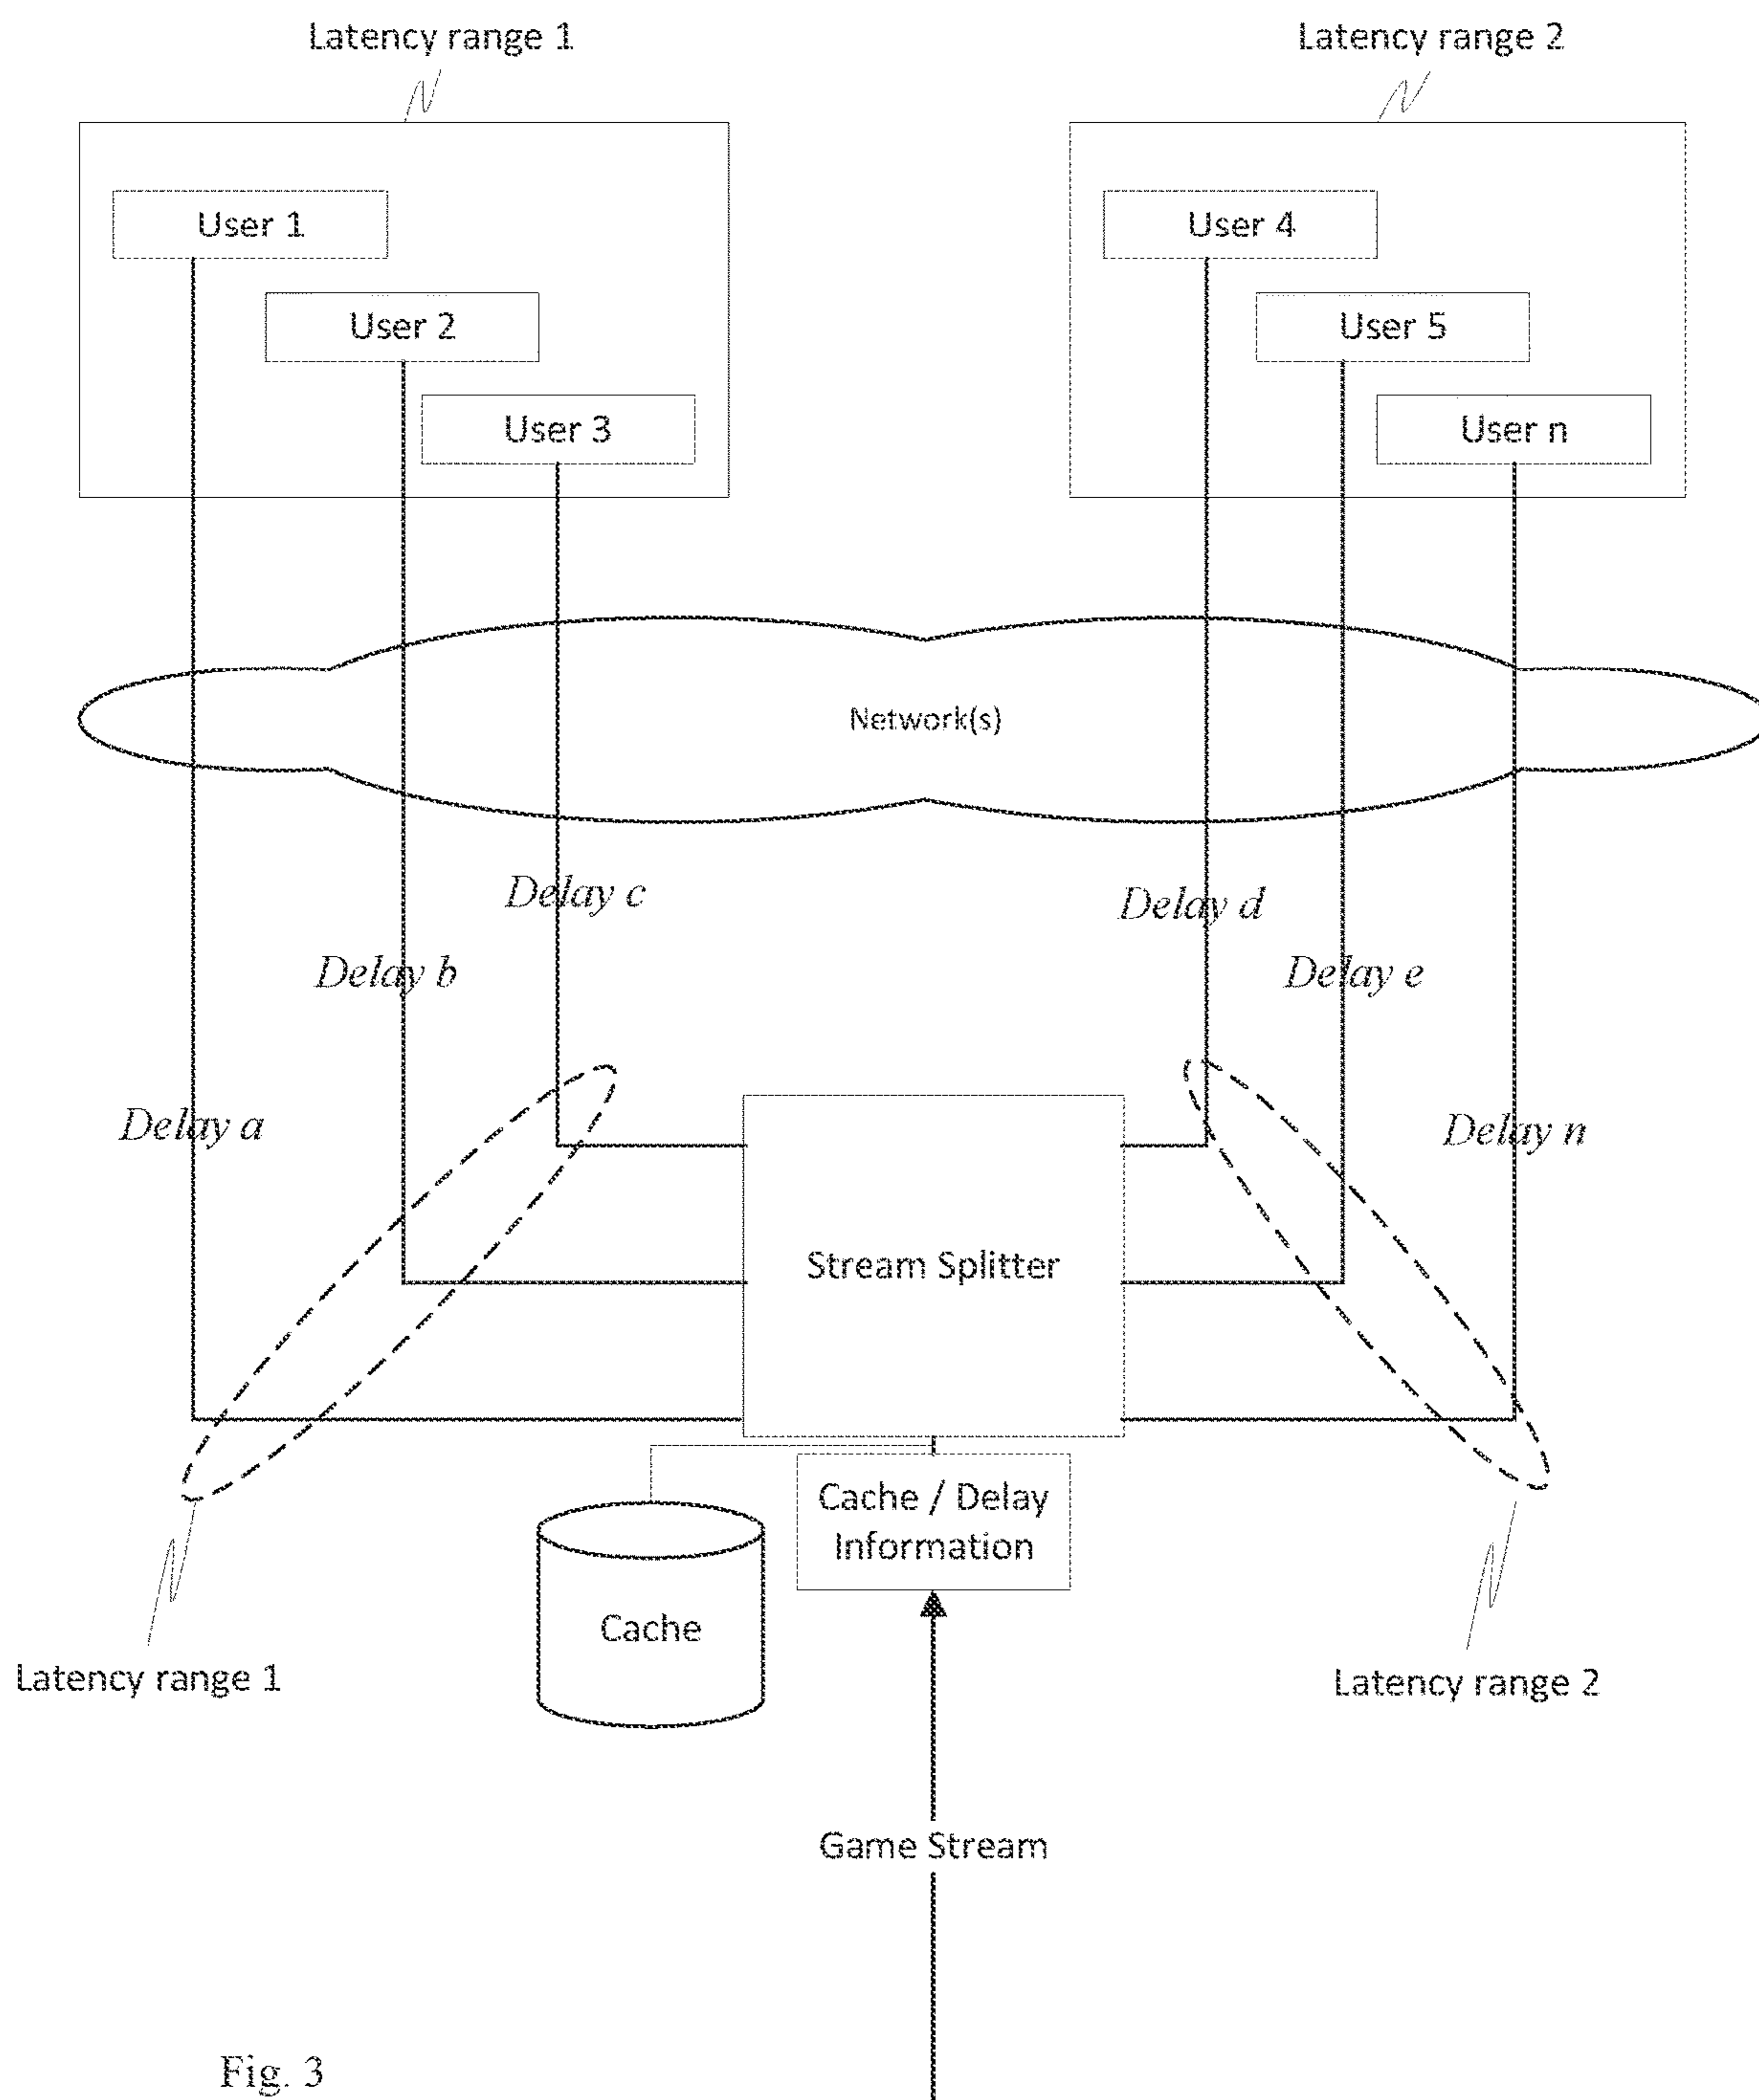 Latency range 1
Latency range 2
User 1
User 4
User 2
User 5
User 3
User n
Network(s)
Delay c
Delay d
Delay b
Delay e
Delay a
Delay n
Stream Splitter
Cache / Delay
Information
Cache
Latency range 1
Latency range 2
Game Stream
Fig. 3